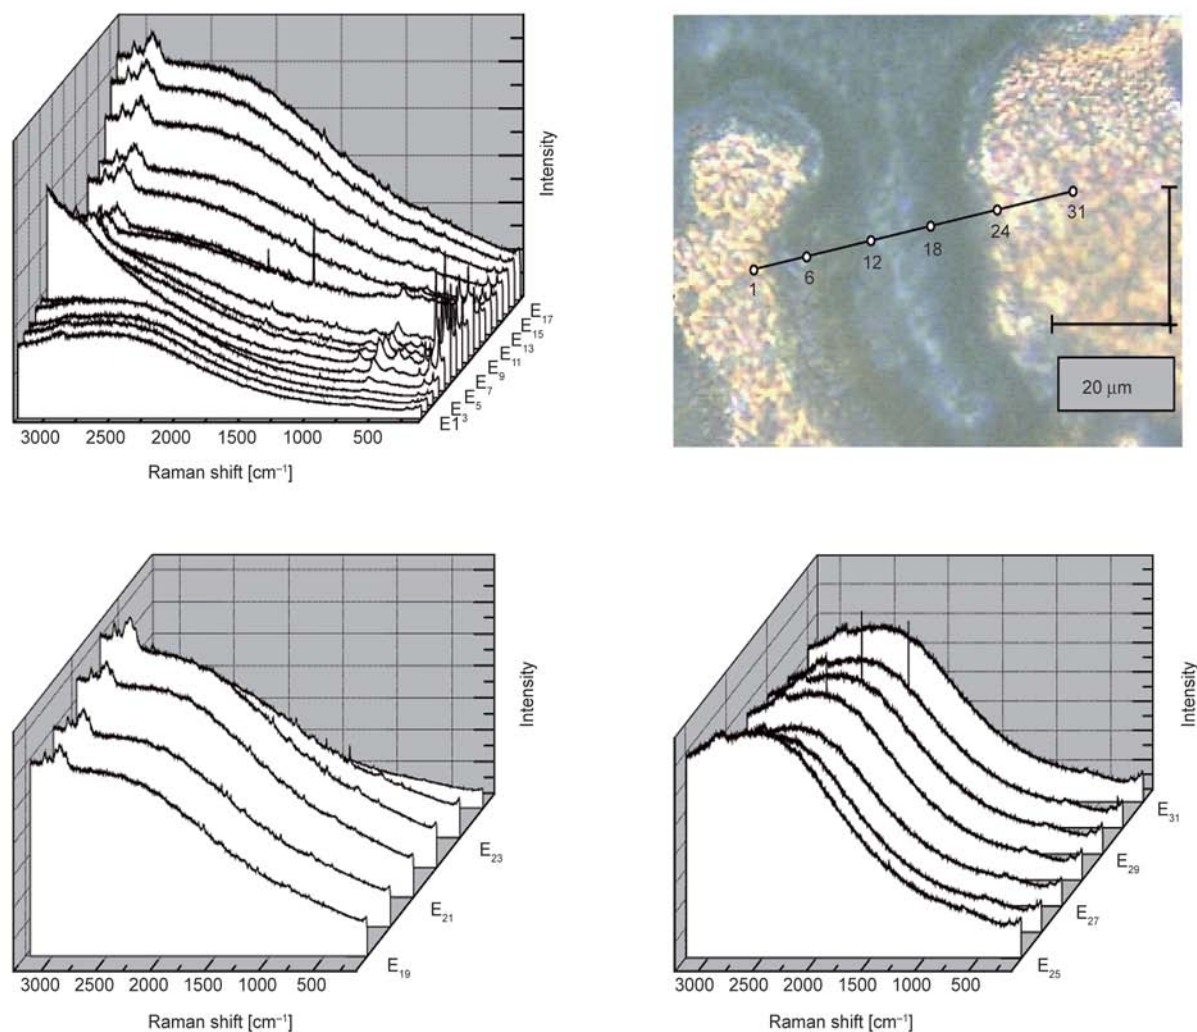 Intensity
E₁₇
E₁₅
E₁₃
E₁₁
E₉
E₇
E₅
E1³
3000 2500 2000 1500 1000 500
Raman shift [cm⁻¹]
1
6
12
18
24
31
20 μm
Intensity
E₂₃
E₂₁
E₁₉
3000 2500 2000 1500 1000 500
Raman shift [cm⁻¹]
Intensity
E₃₁
E₂₉
E₂₇
E₂₅
3000 2500 2000 1500 1000 500
Raman shift [cm⁻¹]